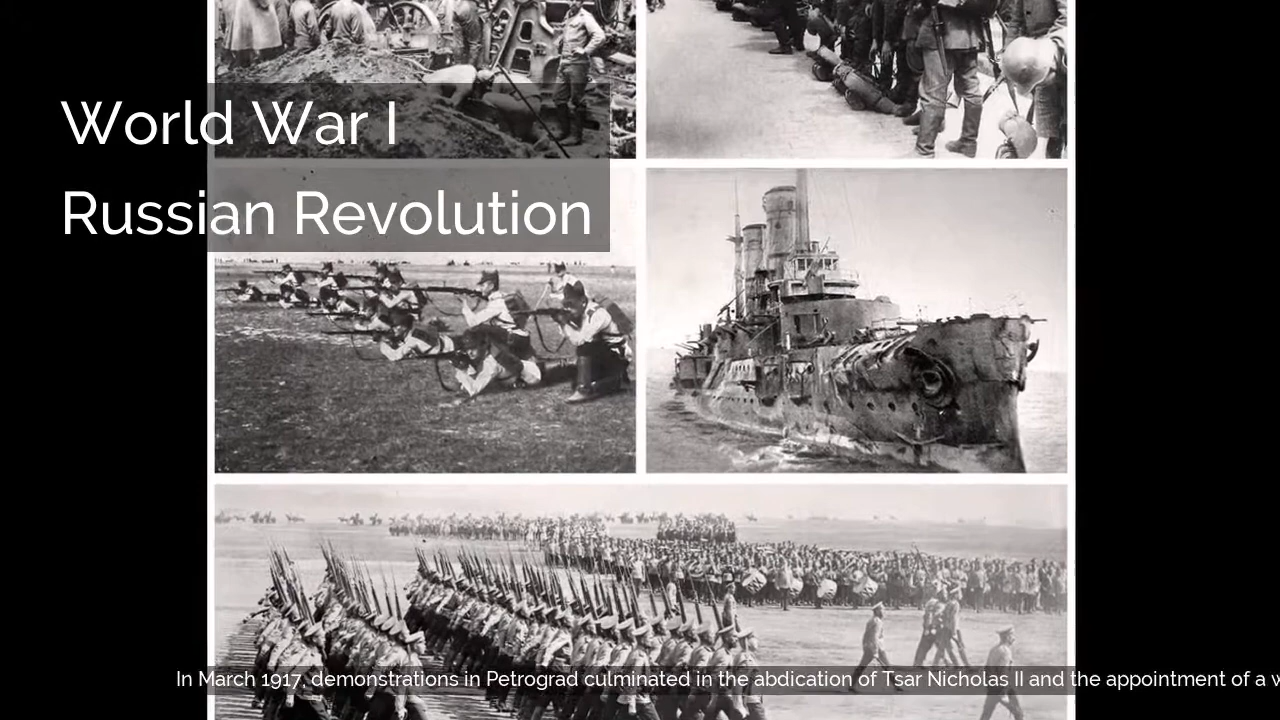 World War I
Russian Revolution
In March 1917, demonstrations in Petrograd culminated in the abdication of Tsar Nicholas II and the appointment of a